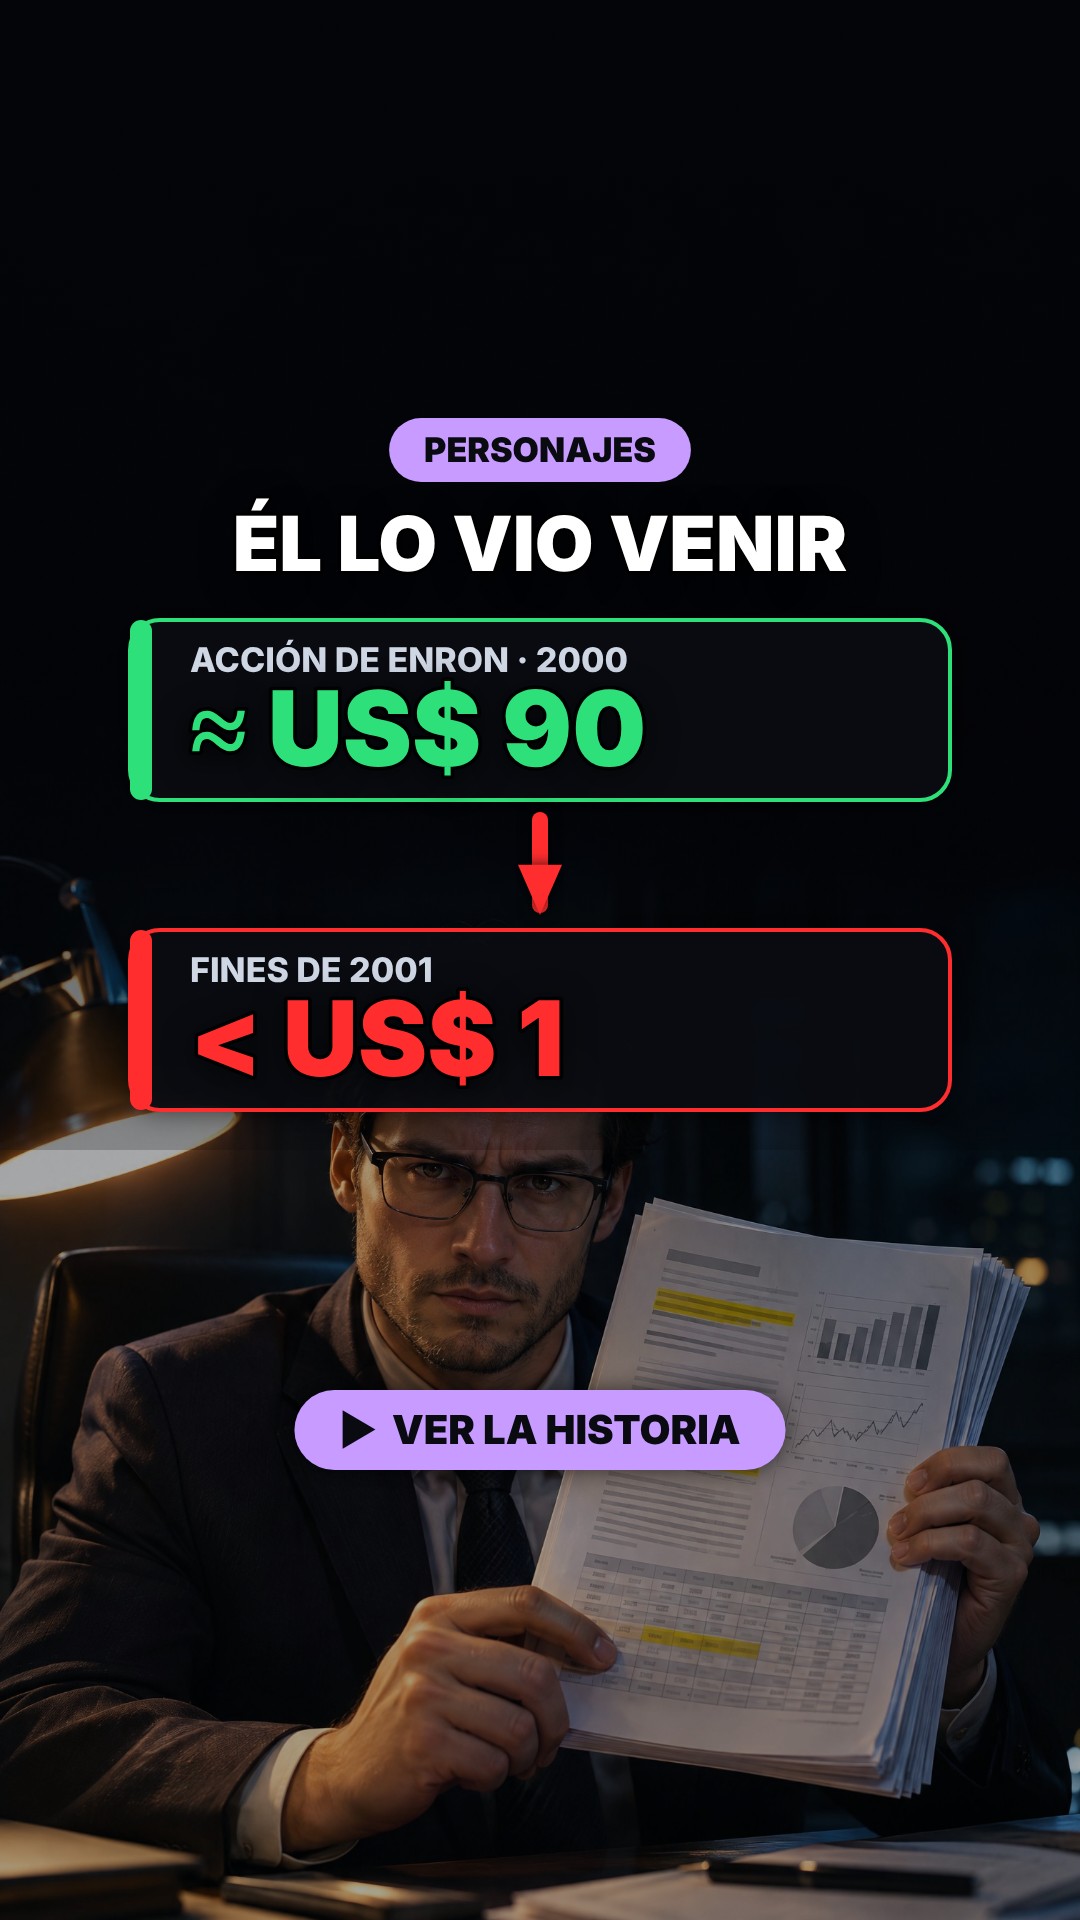 PERSONAJES
ÉL LO VIO VENIR
ACCIÓN DE ENRON · 2000
≈ US$ 90
FINES DE 2001
< US$ 1
▶ VER LA HISTORIA